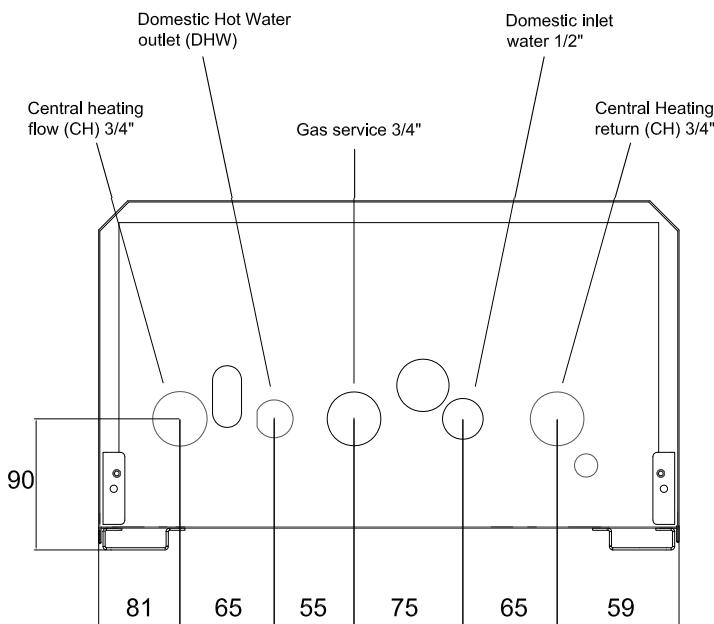 Domestic Hot Water
outlet (DHW)
Domestic inlet
water 1/2"
Central heating
flow (CH) 3/4"
Gas service 3/4"
Central Heating
return (CH) 3/4"
90
81 65 55 75 65 59